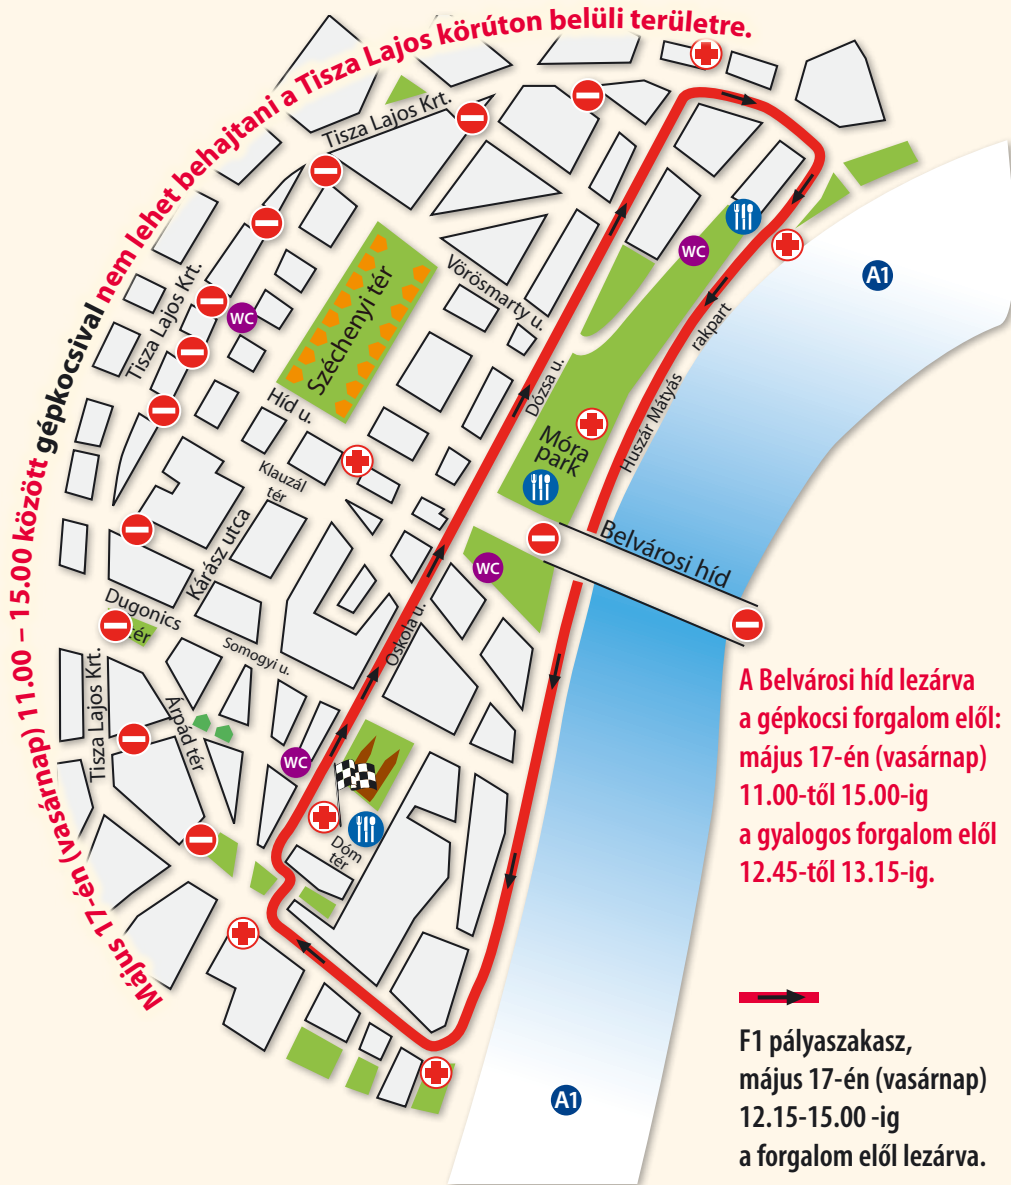 Május 17-én (vasárnap) 11.00 – 15.00 között gépkocsival nem lehet behajtani a Tisza Lajos körúton belüli területre.
Tisza Lajos Krt.
Tisza Lajos Krt.
WC
Széchenyi tér
Vörösmarty u.
WC
A1
rakpart
Huszár Mátyás
Dózsa u.
Híd u.
Klauzál
tér
Móra
park
Kárász utca
Belvárosi híd
WC
Dugonics
tér
Somogyi u.
Oskola u.
Tisza Lajos Krt.
Árpád tér
WC
Dóm
tér
A Belvárosi híd lezárva
a gépkocsi forgalom elől:
május 17-én (vasárnap)
11.00-től 15.00-ig
a gyalogos forgalom elől
12.45-től 13.15-ig.
F1 pályaszakasz,
május 17-én (vasárnap)
12.15-15.00 -ig
a forgalom elől lezárva.
A1